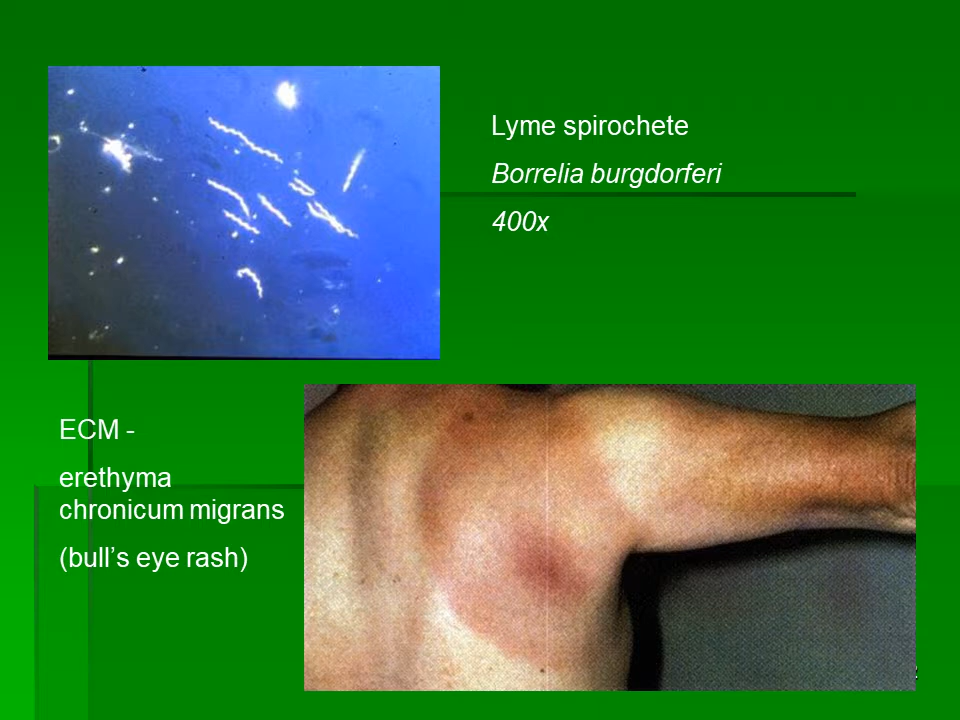 Lyme spirochete
Borrelia burgdorferi
400x
ECM -
erethyma
chronicum migrans
(bull’s eye rash)